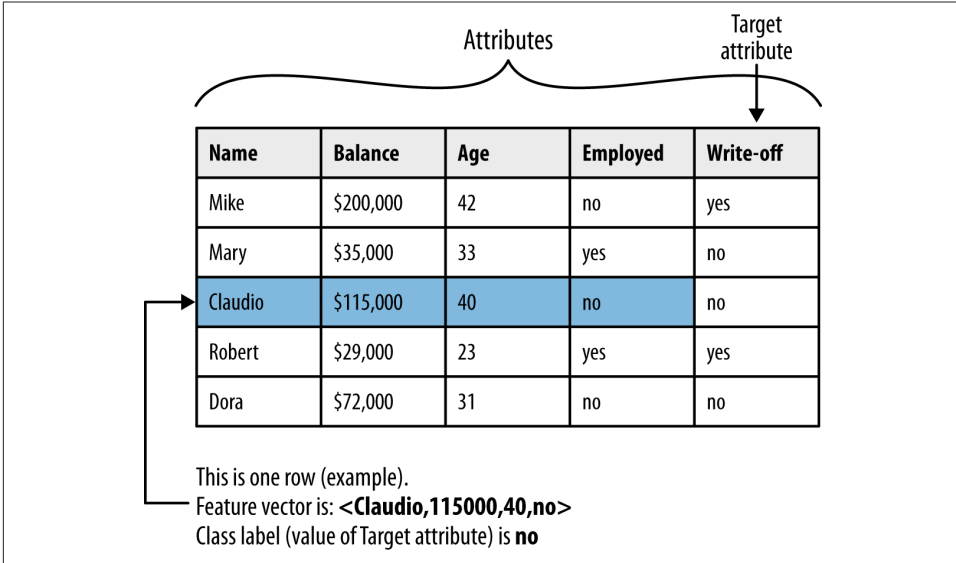 Attributes
Target
attribute
Name Balance Age Employed Write-off
Mike $200,000 42 no yes
Mary $35,000 33 yes no
Claudio $115,000 40 no no
Robert $29,000 23 yes yes
Dora $72,000 31 no no
This is one row (example).
Feature vector is: <Claudio,115000,40,no>
Class label (value of Target attribute) is no